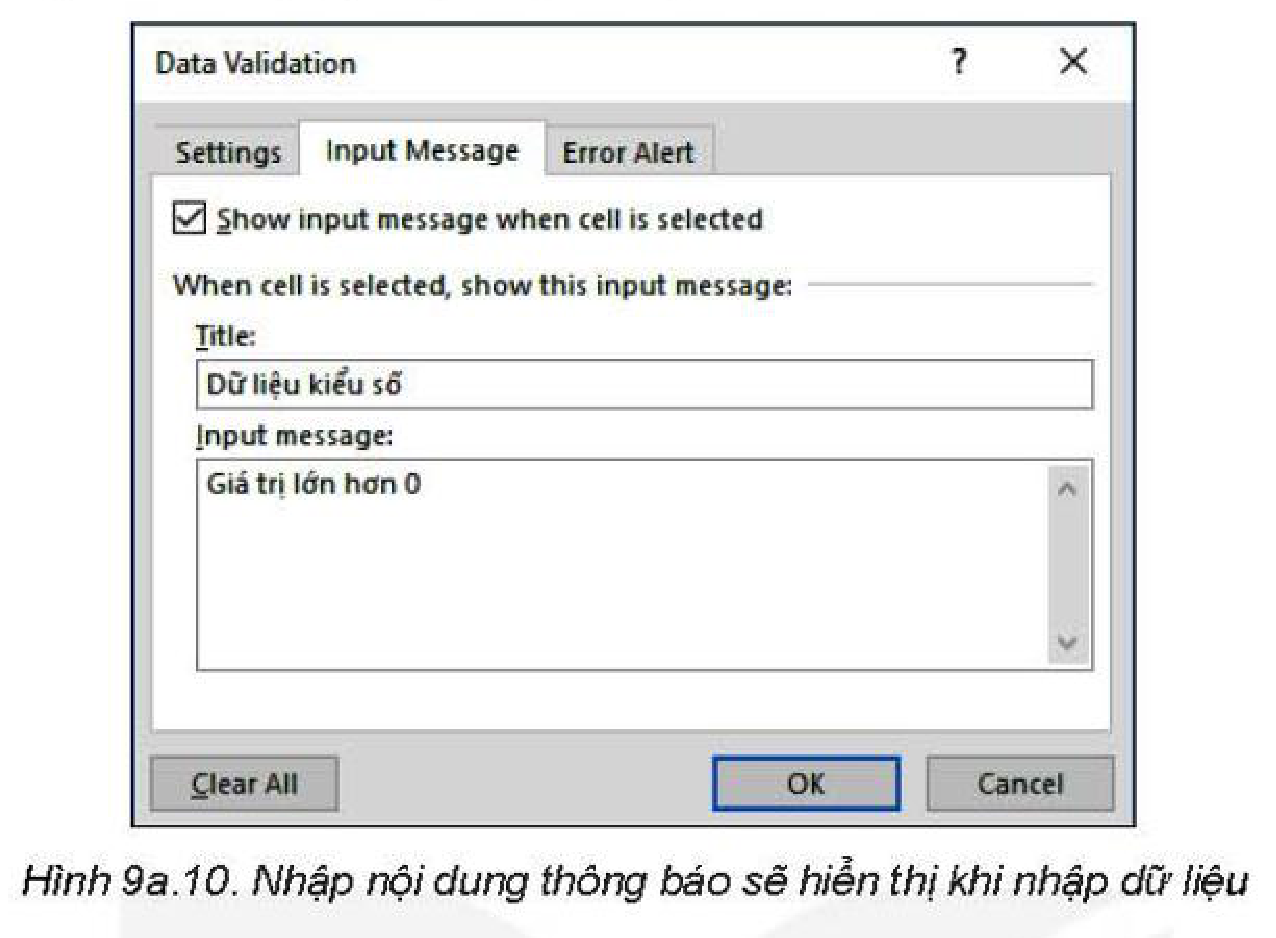 Data Validation ?
Settings Input Message Error Alert
Show input message when cell is selected
When cell is selected, show this input message:
Title:
Dữ liệu kiểu số
Input message:
Giá trị lớn hơn 0
Clear All OK Cancel
Hình 9a.10. Nhập nội dung thông báo sẽ hiển thị khi nhập dữ liệu